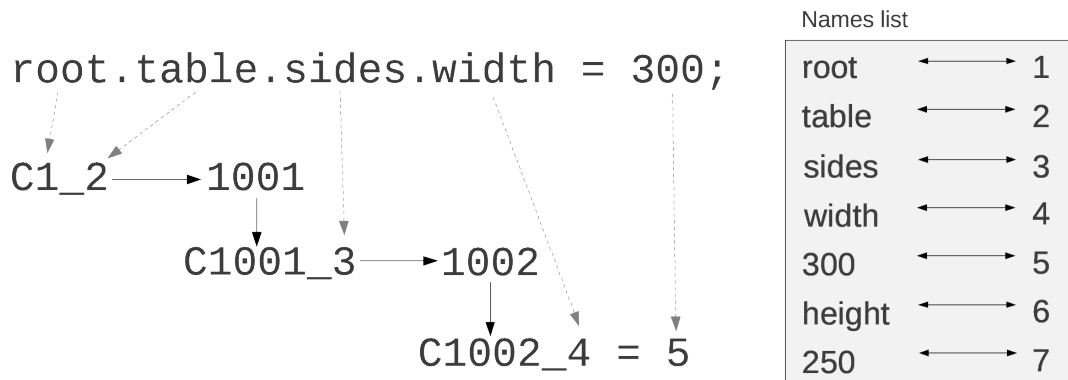 root.table.sides.width = 300;
C1_2 1001
C1001_3 1002
C1002_4 = 5
Names list
root 1
table 2
sides 3
width 4
300 5
height 6
250 7